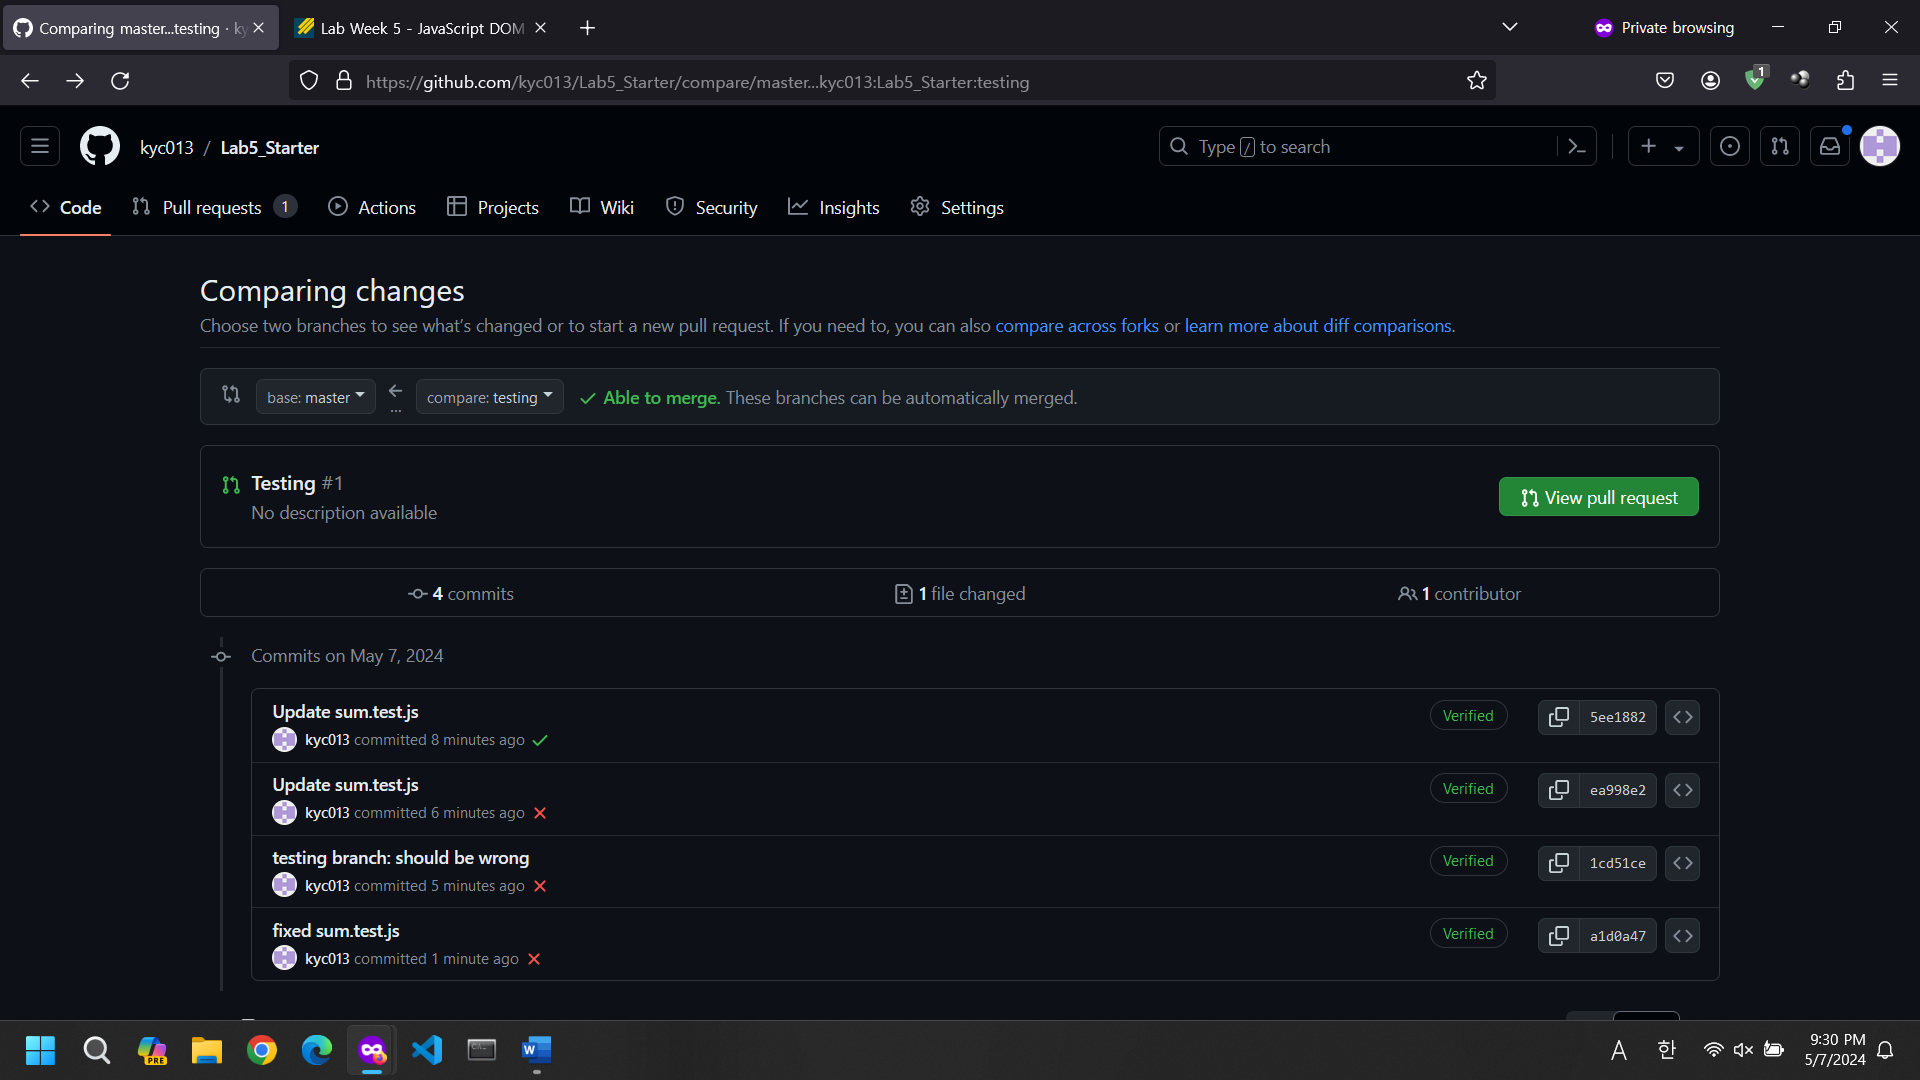 Comparing master...testing · ky
Lab Week 5 - JavaScript DOM
Private browsing
https://github.com/kyc013/Lab5_Starter/compare/master...kyc013:Lab5_Starter:testing
1
kyc013 / Lab5_Starter
Type / to search
Code
Pull requests 1
Actions
Projects
Wiki
Security
Insights
Settings
Comparing changes
Choose two branches to see what's changed or to start a new pull request. If you need to, you can also compare across forks or learn more about diff comparisons.
base: master
...
compare: testing
Able to merge. These branches can be automatically merged.
Testing #1
No description available
View pull request
4 commits
1 file changed
1 contributor
Commits on May 7, 2024
Update sum.test.js
kyc013 committed 8 minutes ago
Verified
5ee1882
Update sum.test.js
kyc013 committed 6 minutes ago
Verified
ea998e2
testing branch: should be wrong
kyc013 committed 5 minutes ago
Verified
1cd51ce
fixed sum.test.js
kyc013 committed 1 minute ago
Verified
a1d0a47
PRE
W
A
한
9:30 PM
5/7/2024